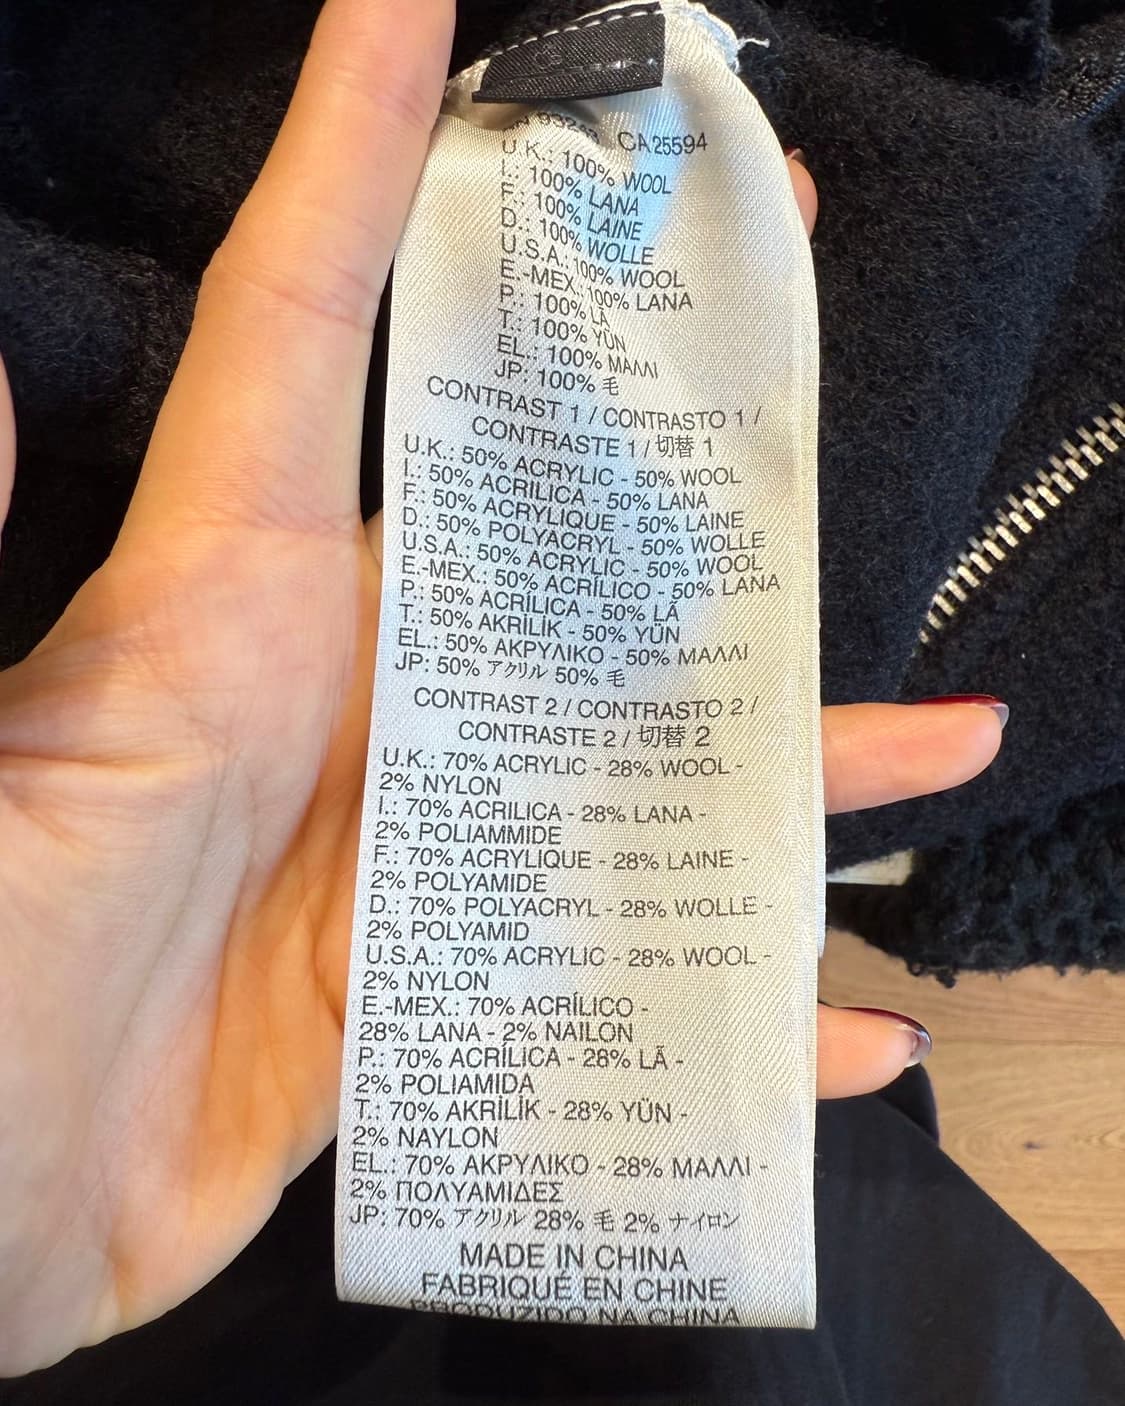 CA25594
U.K.: 100% WOOL
I.: 100% LANA
F.: 100% LAINE
D.: 100% WOLLE
U.S.A.: 100% WOOL
E.-MEX.: 100% LANA
P.: 100% LÃ
T.: 100% YÜN
EL.: 100% ΜΑΛΛΙ
JP: 100% 毛
CONTRAST 1 / CONTRASTO 1 /
CONTRASTE 1 / 切替 1
U.K.: 50% ACRYLIC - 50% WOOL
I.: 50% ACRILICA - 50% LANA
F.: 50% ACRYLIQUE - 50% LAINE
D.: 50% POLYACRYL - 50% WOLLE
U.S.A.: 50% ACRYLIC - 50% WOOL
E.-MEX.: 50% ACRÍLICO - 50% LANA
P.: 50% ACRÍLICA - 50% LÃ
T.: 50% AKRİLİK - 50% YÜN
EL.: 50% ΑΚΡΥΛΙΚΟ - 50% ΜΑΛΛΙ
JP: 50% アクリル 50% 毛
CONTRAST 2 / CONTRASTO 2 /
CONTRASTE 2 / 切替 2
U.K.: 70% ACRYLIC - 28% WOOL -
2% NYLON
I.: 70% ACRILICA - 28% LANA -
2% POLIAMMIDE
F.: 70% ACRYLIQUE - 28% LAINE -
2% POLYAMIDE
D.: 70% POLYACRYL - 28% WOLLE -
2% POLYAMID
U.S.A.: 70% ACRYLIC - 28% WOOL -
2% NYLON
E.-MEX.: 70% ACRÍLICO -
28% LANA - 2% NAILON
P.: 70% ACRÍLICA - 28% LÃ -
2% POLIAMIDA
T.: 70% AKRİLİK - 28% YÜN -
2% NAYLON
EL.: 70% ΑΚΡΥΛΙΚΟ - 28% ΜΑΛΛΙ -
2% ΠΟΛΥΑΜΙΔΕΣ
JP: 70% アクリル 28% 毛 2% ナイロン
MADE IN CHINA
FABRIQUÉ EN CHINE
PRODUZIDO NA CHINA